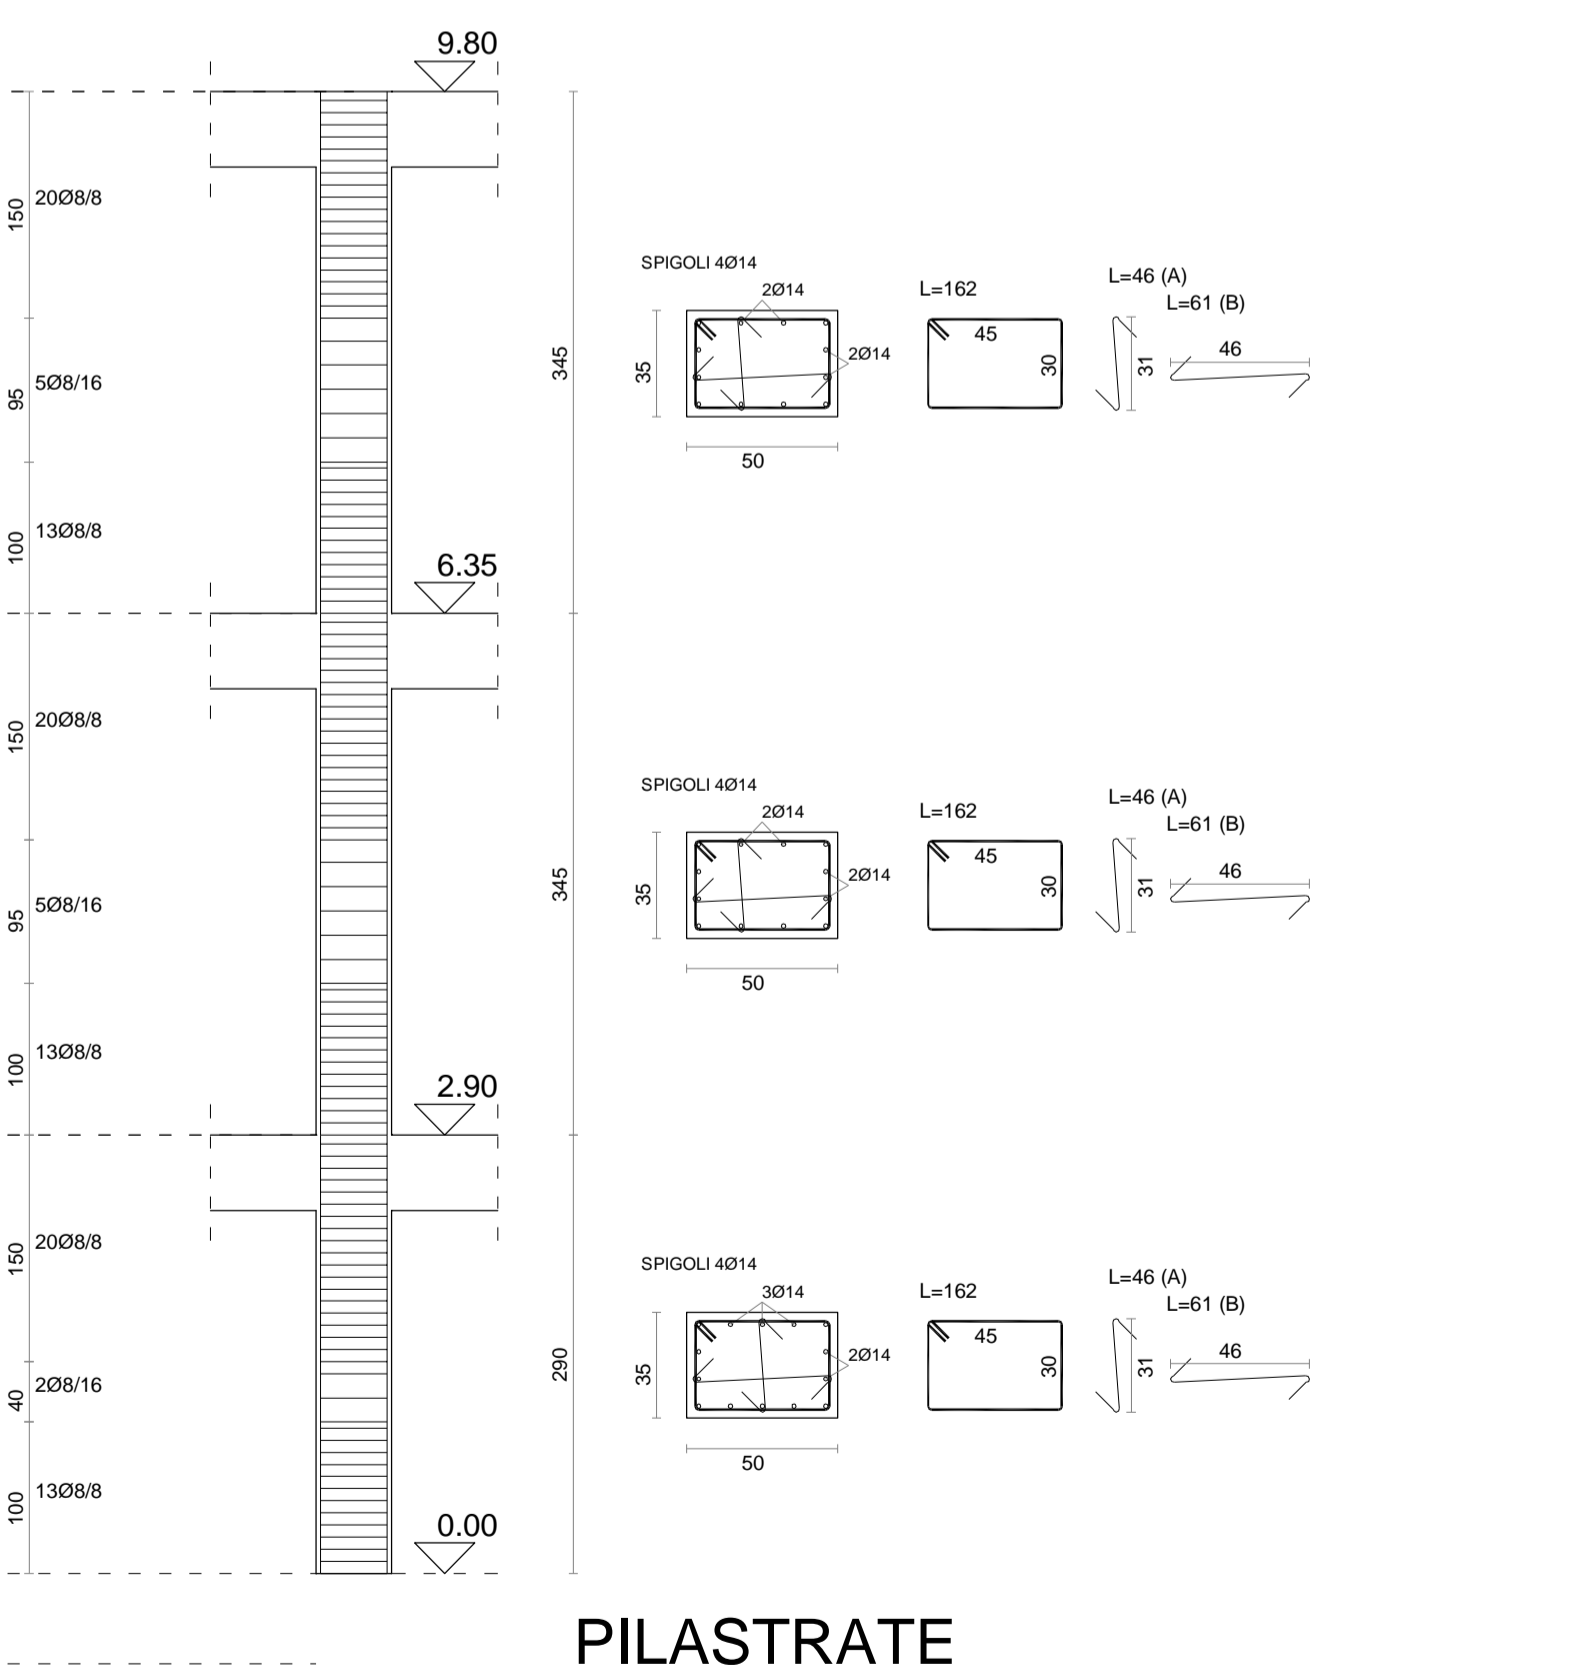 9.80
150
20Ø8/8
SPIGOLI 4Ø14
2Ø14
L=162
L=46 (A)
L=61 (B)
45
46
2Ø14
35
30
31
345
50
95
5Ø8/16
100
13Ø8/8
6.35
150
20Ø8/8
SPIGOLI 4Ø14
2Ø14
L=162
L=46 (A)
L=61 (B)
45
46
2Ø14
35
30
31
345
50
95
5Ø8/16
100
13Ø8/8
2.90
150
20Ø8/8
SPIGOLI 4Ø14
3Ø14
L=162
L=46 (A)
L=61 (B)
45
46
2Ø14
35
30
31
290
50
40
2Ø8/16
100
13Ø8/8
0.00
PILASTRATE